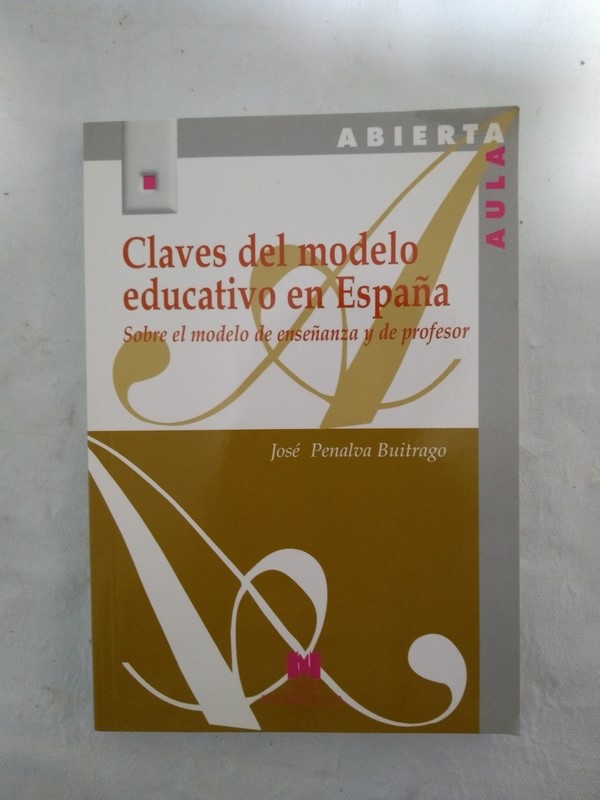 ABIERTA
AULA
Claves del modelo
educativo en España
Sobre el modelo de enseñanza y de profesor
José Penalva Buitrago